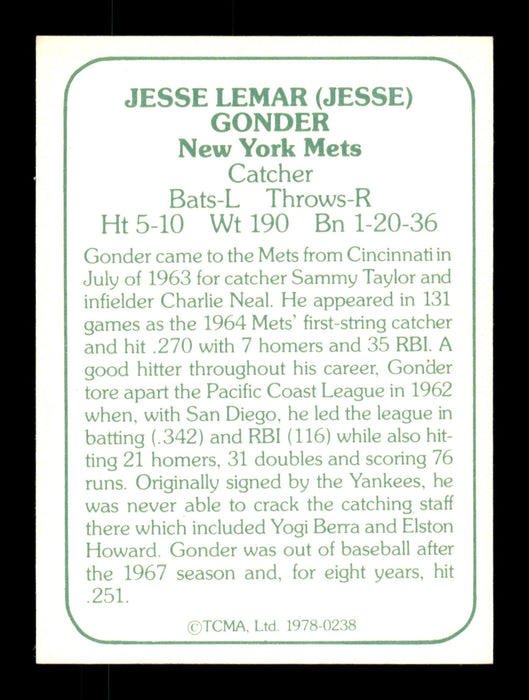 JESSE LEMAR (JESSE)
GONDER
New York Mets
Catcher
Bats-L Throws-R
Ht 5-10 Wt 190 Bn 1-20-36
Gonder came to the Mets from Cincinnati in
July of 1963 for catcher Sammy Taylor and
infielder Charlie Neal. He appeared in 131
games as the 1964 Mets' first-string catcher
and hit .270 with 7 homers and 35 RBI. A
good hitter throughout his career, Gonder
tore apart the Pacific Coast League in 1962
when, with San Diego, he led the league in
batting (.342) and RBI (116) while also hit-
ting 21 homers, 31 doubles and scoring 76
runs. Originally signed by the Yankees, he
was never able to crack the catching staff
there which included Yogi Berra and Elston
Howard. Gonder was out of baseball after
the 1967 season and, for eight years, hit
.251.
©TCMA, Ltd. 1978-0238